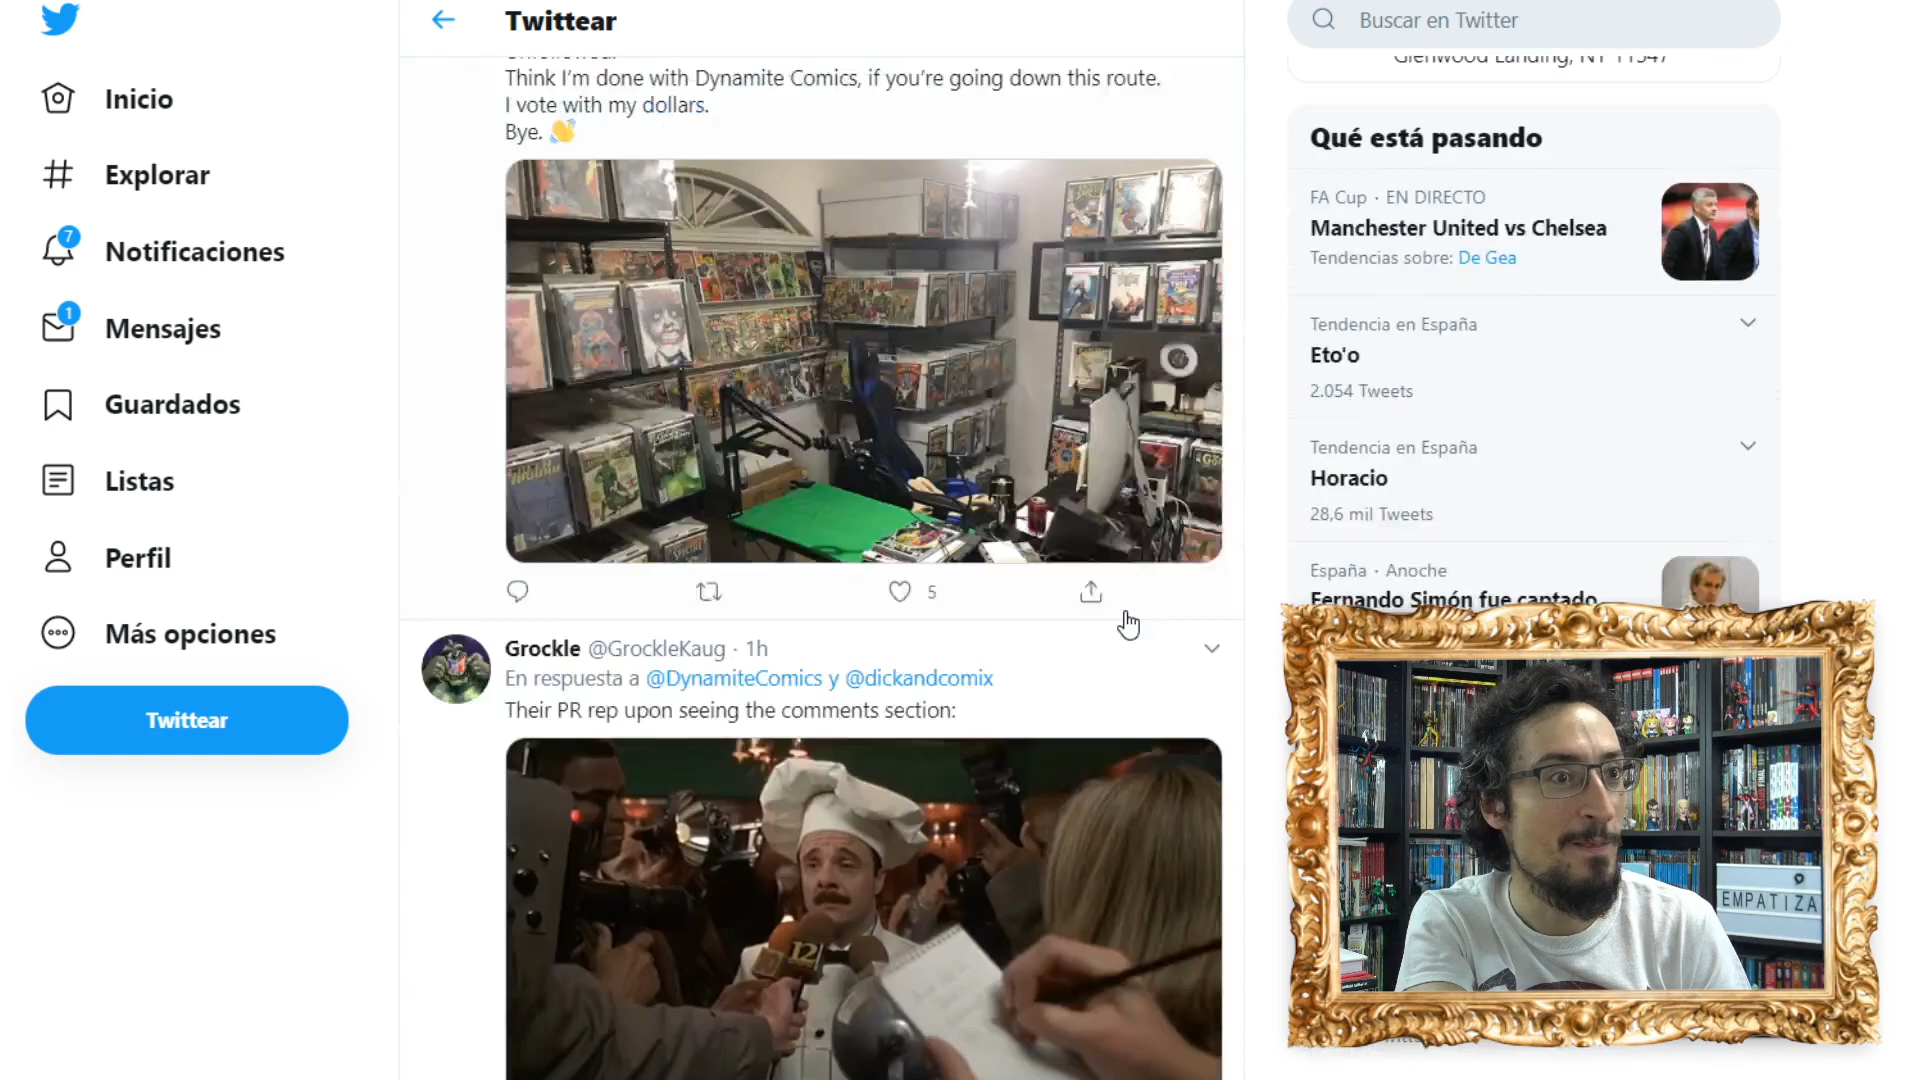 Twittear
Buscar en Twitter
Glenwood Landing, NY 11547
Inicio
Explorar
7
Notificaciones
1
Mensajes
Guardados
Listas
Perfil
Más opciones
Twittear
Think I'm done with Dynamite Comics, if you're going down this route.
I vote with my dollars.
Bye.
5
Grockle @GrockleKaug · 1h
En respuesta a @DynamiteComics y @dickandcomix
Their PR rep upon seeing the comments section:
12
Qué está pasando
FA Cup · EN DIRECTO
Manchester United vs Chelsea
Tendencias sobre: De Gea
Tendencia en España
Eto'o
2.054 Tweets
Tendencia en España
Horacio
28,6 mil Tweets
España · Anoche
Fernando Simón fue captado
EMPATIZA